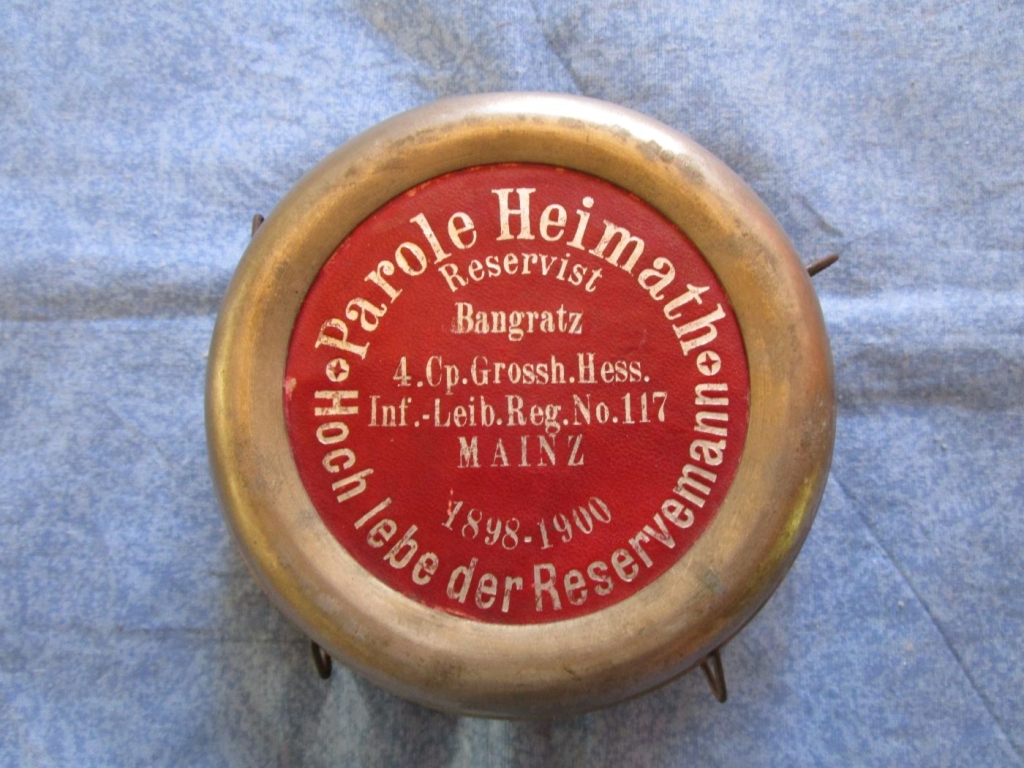 Parole Heimath
Reservist
Bangratz
4.Cp.Grossh.Hess.
Inf.-Leib.Reg.No.117
MAINZ
1898-1900
Hoch lebe der Reservemann